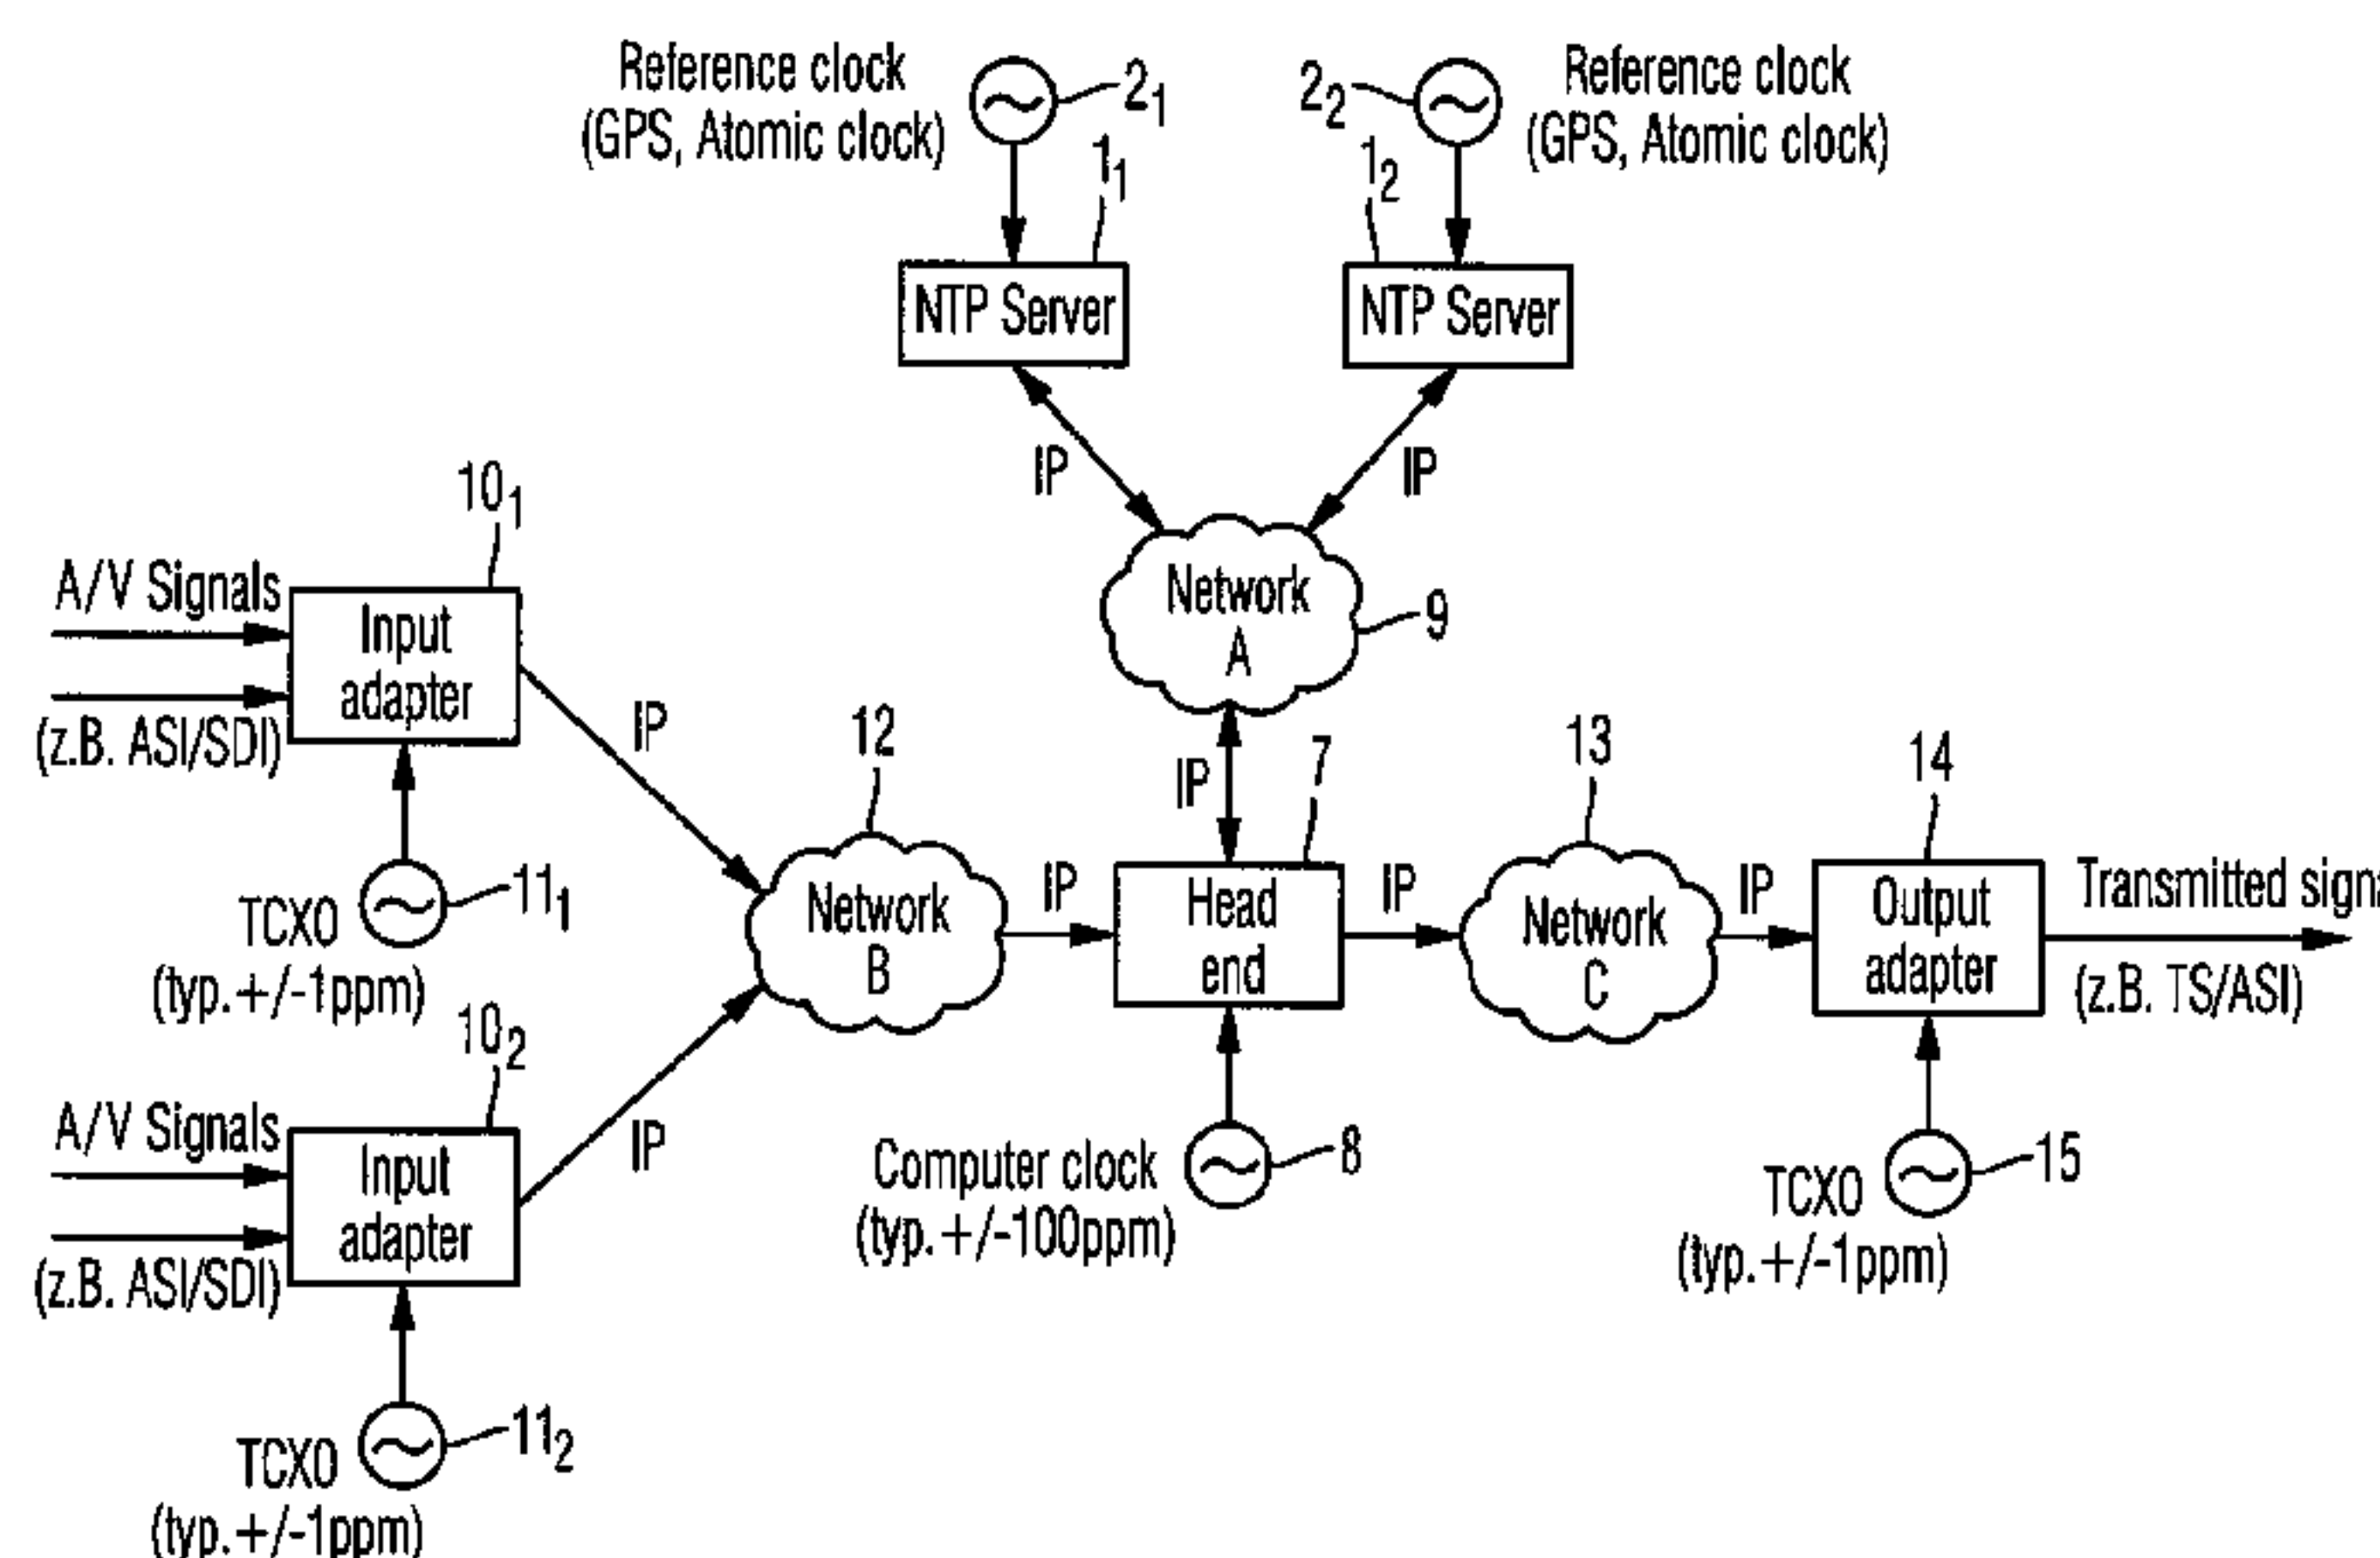 Reference clock
(GPS, Atomic clock)
2₁
1₁
2₂
Reference clock
(GPS, Atomic clock)
1₂
NTP Server
NTP Server
IP
IP
Network
A
9
10₁
A/V Signals
Input
adapter
(z.B. ASI/SDI)
IP
TCXO
(typ.+/-1ppm)
11₁
12
Network
B
IP
IP
7
Head
end
IP
13
Network
C
IP
14
Output
adapter
Transmitted
(z.B. TS/ASI)
10₂
A/V Signals
Input
adapter
(z.B. ASI/SDI)
IP
Computer clock
(typ.+/-100ppm)
8
TCXO
(typ.+/-1ppm)
15
TCXO
(typ.+/-1ppm)
11₂